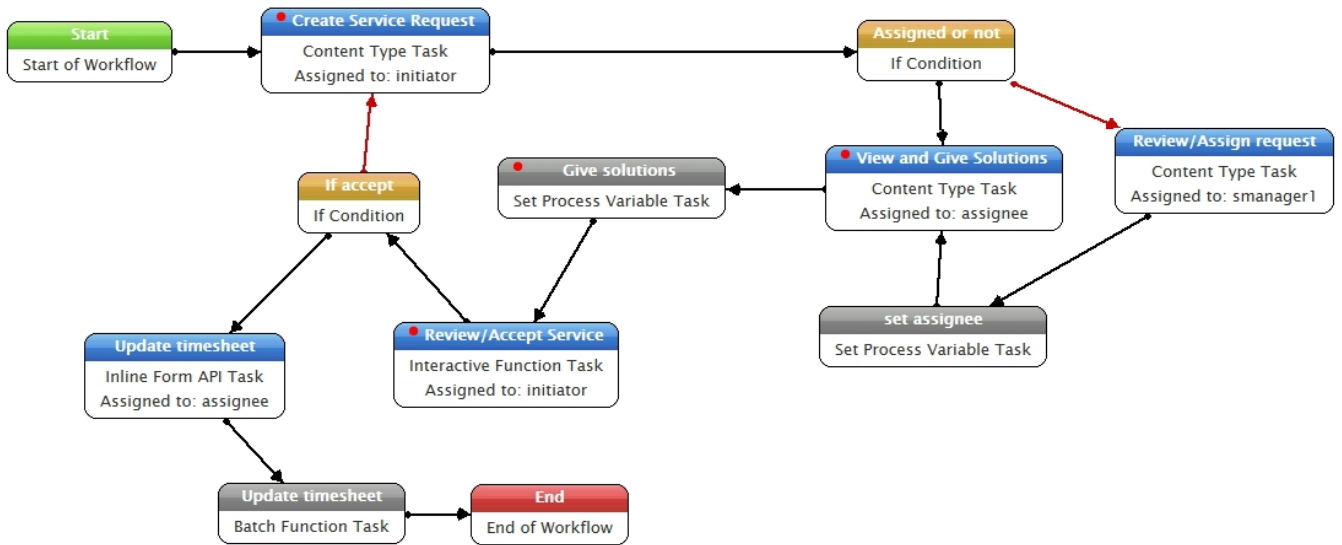 Start
Start of Workflow
Create Service Request
Content Type Task
Assigned to: initiator
Assigned or not
If Condition
Review/Assign request
Content Type Task
Assigned to: smanager1
View and Give Solutions
Content Type Task
Assigned to: assignee
Give solutions
Set Process Variable Task
If accept
If Condition
set assignee
Set Process Variable Task
Review/Accept Service
Interactive Function Task
Assigned to: initiator
Update timesheet
Inline Form API Task
Assigned to: assignee
Update timesheet
Batch Function Task
End
End of Workflow